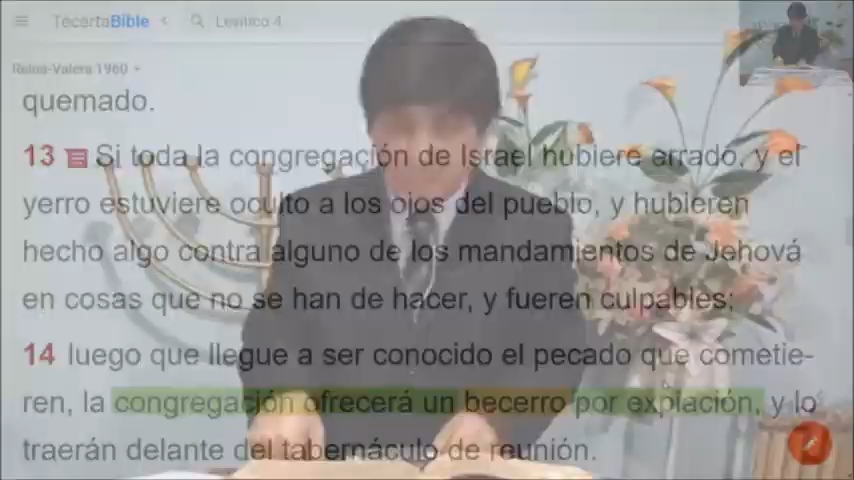 TecartaBible
Levítico 4
Reina-Valera 1960
quemado.
13 Si toda la congregación de Israel hubiere errado, y el
yerro estuviere oculto a los ojos del pueblo, y hubieren
hecho algo contra alguno de los mandamientos de Jehová
en cosas que no se han de hacer, y fueren culpables;
14 luego que llegue a ser conocido el pecado que cometie-
ren, la congregación ofrecerá un becerro por expiación, y lo
traerán delante del tabernáculo de reunión.